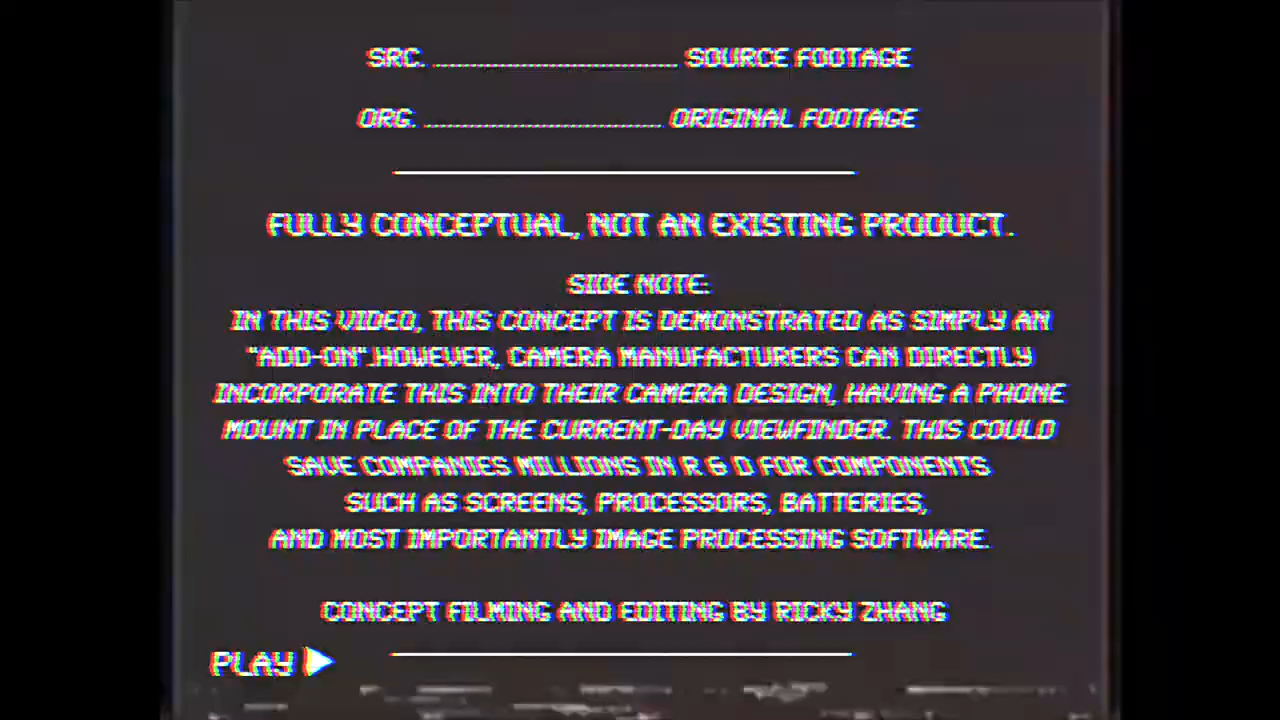 SRC. .............................. SOURCE FOOTAGE
ORG. ............................. ORIGINAL FOOTAGE
FULLY CONCEPTUAL, NOT AN EXISTING PRODUCT.
SIDE NOTE:
IN THIS VIDEO, THIS CONCEPT IS DEMONSTRATED AS SIMPLY AN
"ADD-ON".HOWEVER, CAMERA MANUFACTURERS CAN DIRECTLY
INCORPORATE THIS INTO THEIR CAMERA DESIGN, HAVING A PHONE
MOUNT IN PLACE OF THE CURRENT-DAY VIEWFINDER. THIS COULD
SAVE COMPANIES MILLIONS IN R & D FOR COMPONENTS
SUCH AS SCREENS, PROCESSORS, BATTERIES,
AND MOST IMPORTANTLY IMAGE PROCESSING SOFTWARE.
CONCEPT FILMING AND EDITING BY RICKY ZHANG
PLAY